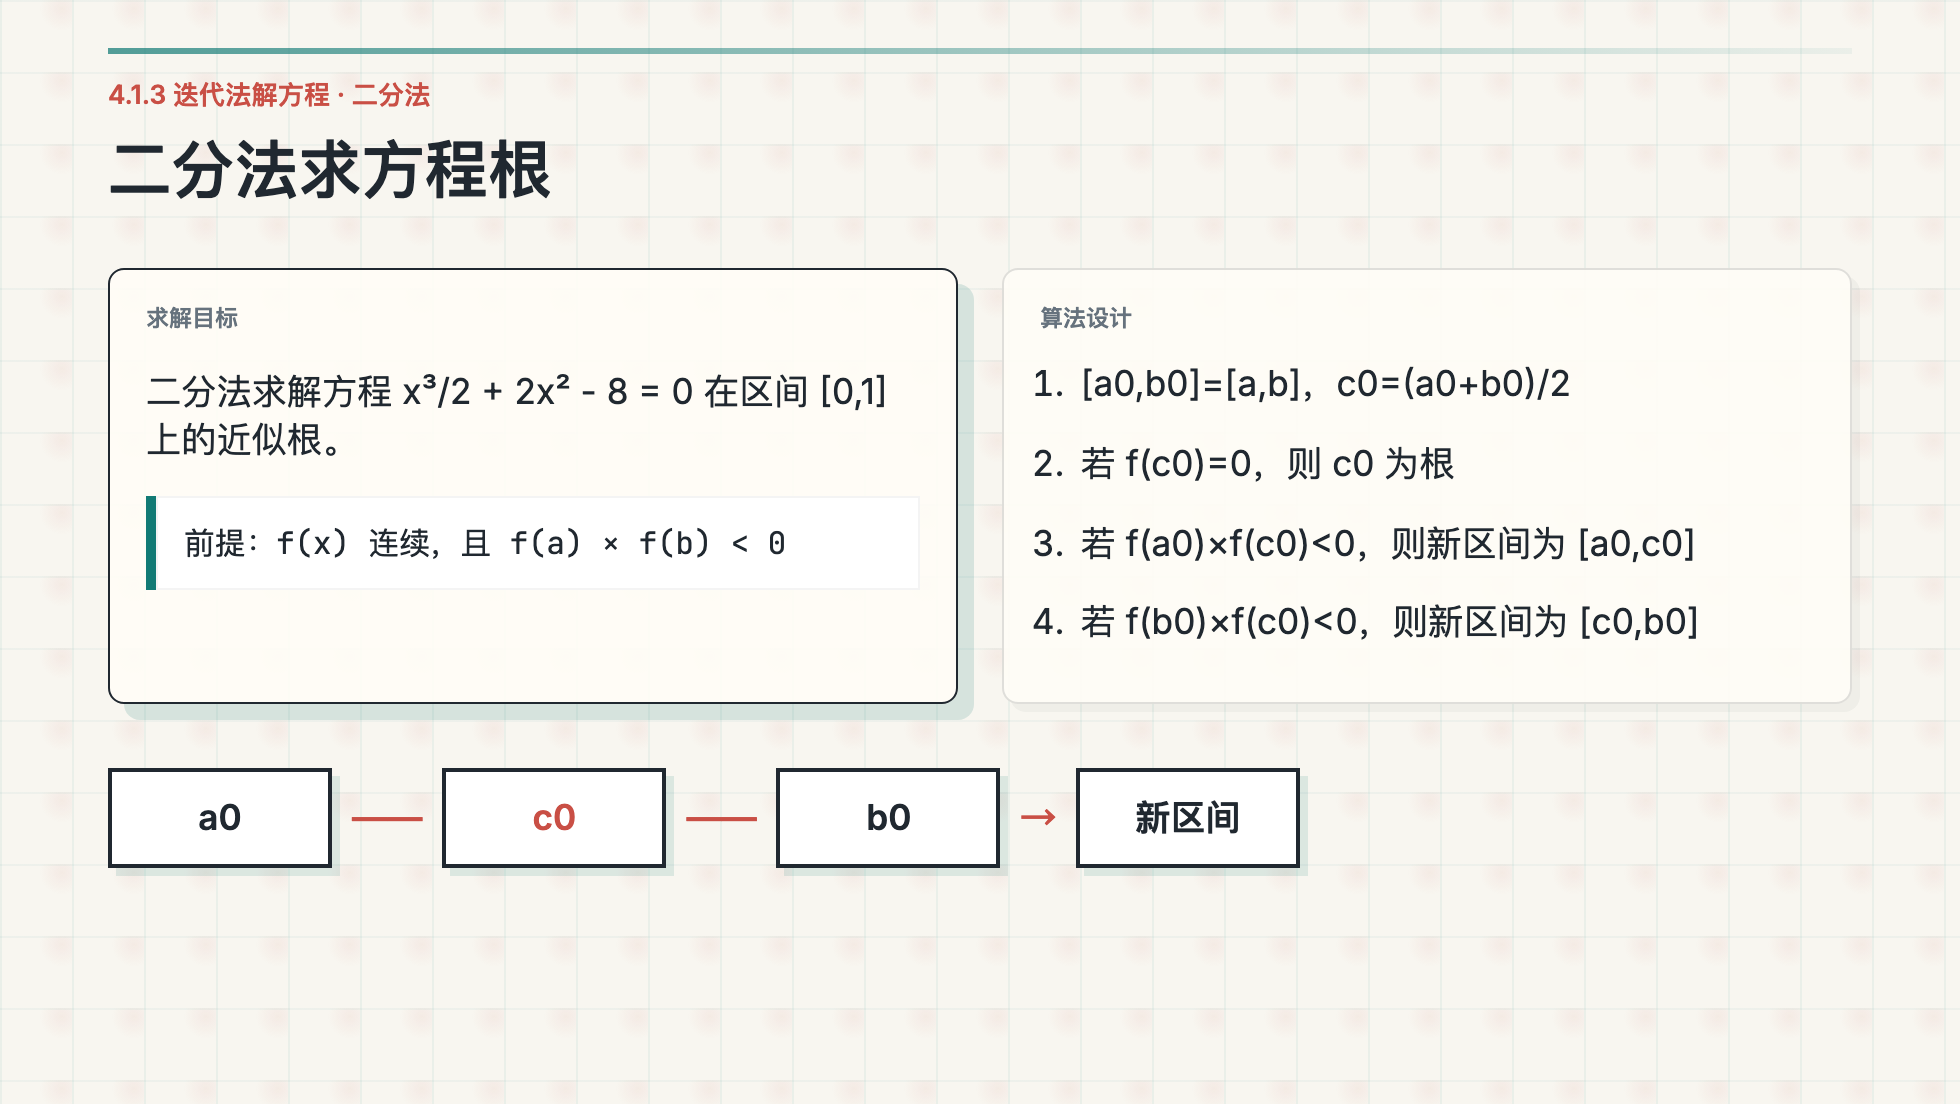 4.1.3 迭代法解方程 · 二分法
二分法求方程根
求解目标
二分法求解方程 x³/2 + 2x² - 8 = 0 在区间 [0,1]
上的近似根。
前提：f(x) 连续，且 f(a) × f(b) < 0
算法设计
1. [a0,b0]=[a,b]，c0=(a0+b0)/2
2. 若 f(c0)=0，则 c0 为根
3. 若 f(a0)×f(c0)<0，则新区间为 [a0,c0]
4. 若 f(b0)×f(c0)<0，则新区间为 [c0,b0]
a0 —— c0 —— b0 → 新区间